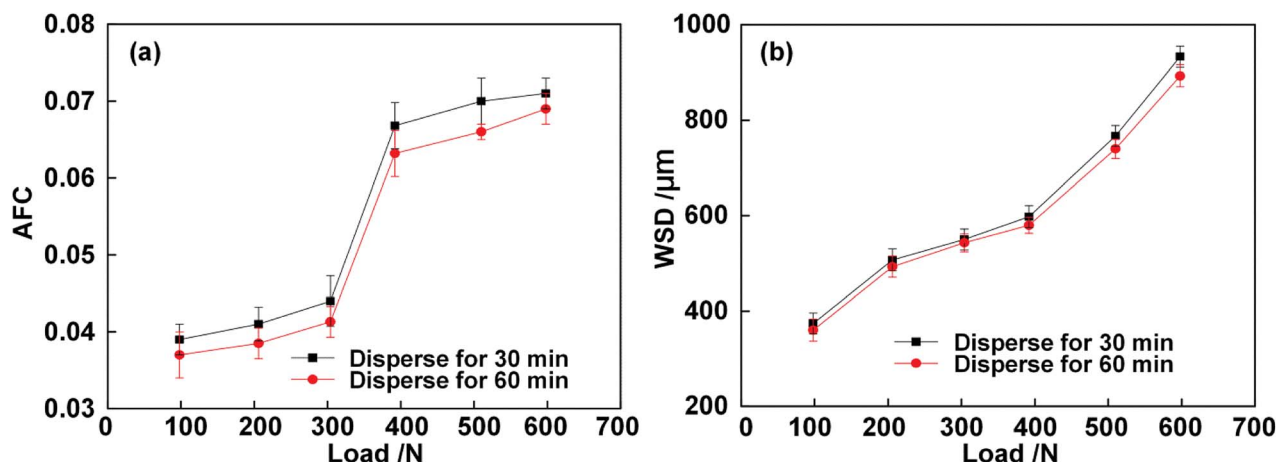 (a)
AFC
0.08
0.07
0.06
0.05
0.04
0.03
0 100 200 300 400 500 600 700
Load /N
Disperse for 30 min
Disperse for 60 min
(b)
WSD /μm
1000
800
600
400
200
0 100 200 300 400 500 600 700
Load /N
Disperse for 30 min
Disperse for 60 min